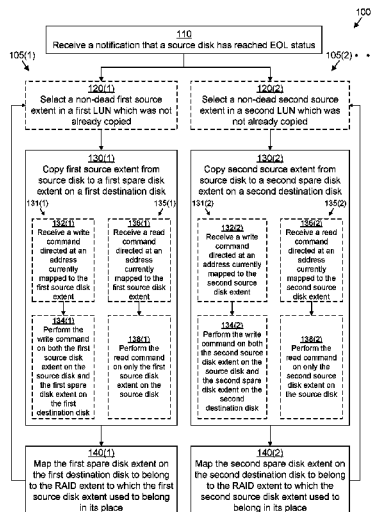 100
110
Receive a notification that a source disk has reached EOL status
105(1)
105(2)
120(1)
Select a non-dead first source
extent in a first LUN which was
not already copied
120(2)
Select a non-dead second source
extent in a second LUN which was
not already copied
130(1)
Copy first source extent from
source disk to a first spare disk
extent on a first destination disk
131(1)
135(1)
132(1)
Receive a write
command
directed at an
address
currently
mapped to the
first source disk
extent
136(1)
Receive a read
command
directed at an
address
currently
mapped to the
first source disk
extent
134(1)
Perform the
write command
on both the first
source disk
extent on the
source disk and
the first spare
disk extent on
the first
destination disk
138(1)
Perform the
read command
on only the first
source disk
extent on the
source disk
130(2)
Copy second source extent from
source disk to a second spare disk
extent on a second destination disk
131(2)
135(2)
132(2)
Receive a write
command
directed at an
address currently
mapped to the
second source
disk extent
136(2)
Receive a read
command
directed at an
address
currently
mapped to the
second source
disk extent
134(2)
Perform the write
command on both
the second source
disk extent on the
source disk and
the second spare
disk extent on the
second
destination disk
138(2)
Perform the
read command
on only the
second source
disk extent on
the source disk
140(1)
Map the first spare disk extent on
the first destination disk to belong
to the RAID extent to which the first
source disk extent used to belong
in its place
140(2)
Map the second spare disk extent on
the second destination disk to belong
to the RAID extent to which the
second source disk extent used to
belong in its place